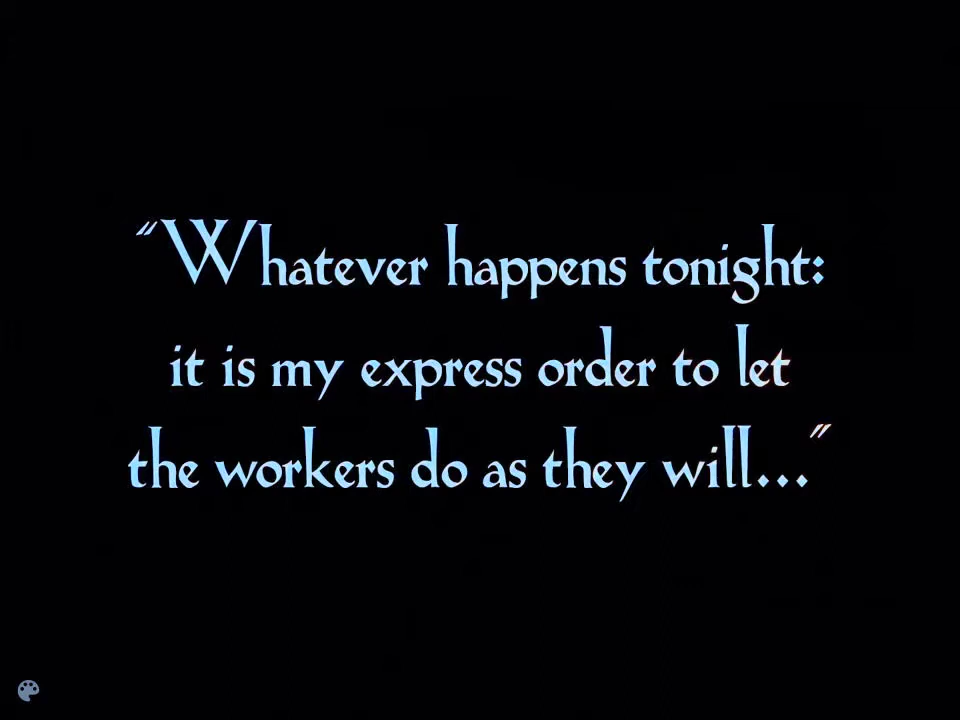 “Whatever happens tonight:
it is my express order to let
the workers do as they will...”